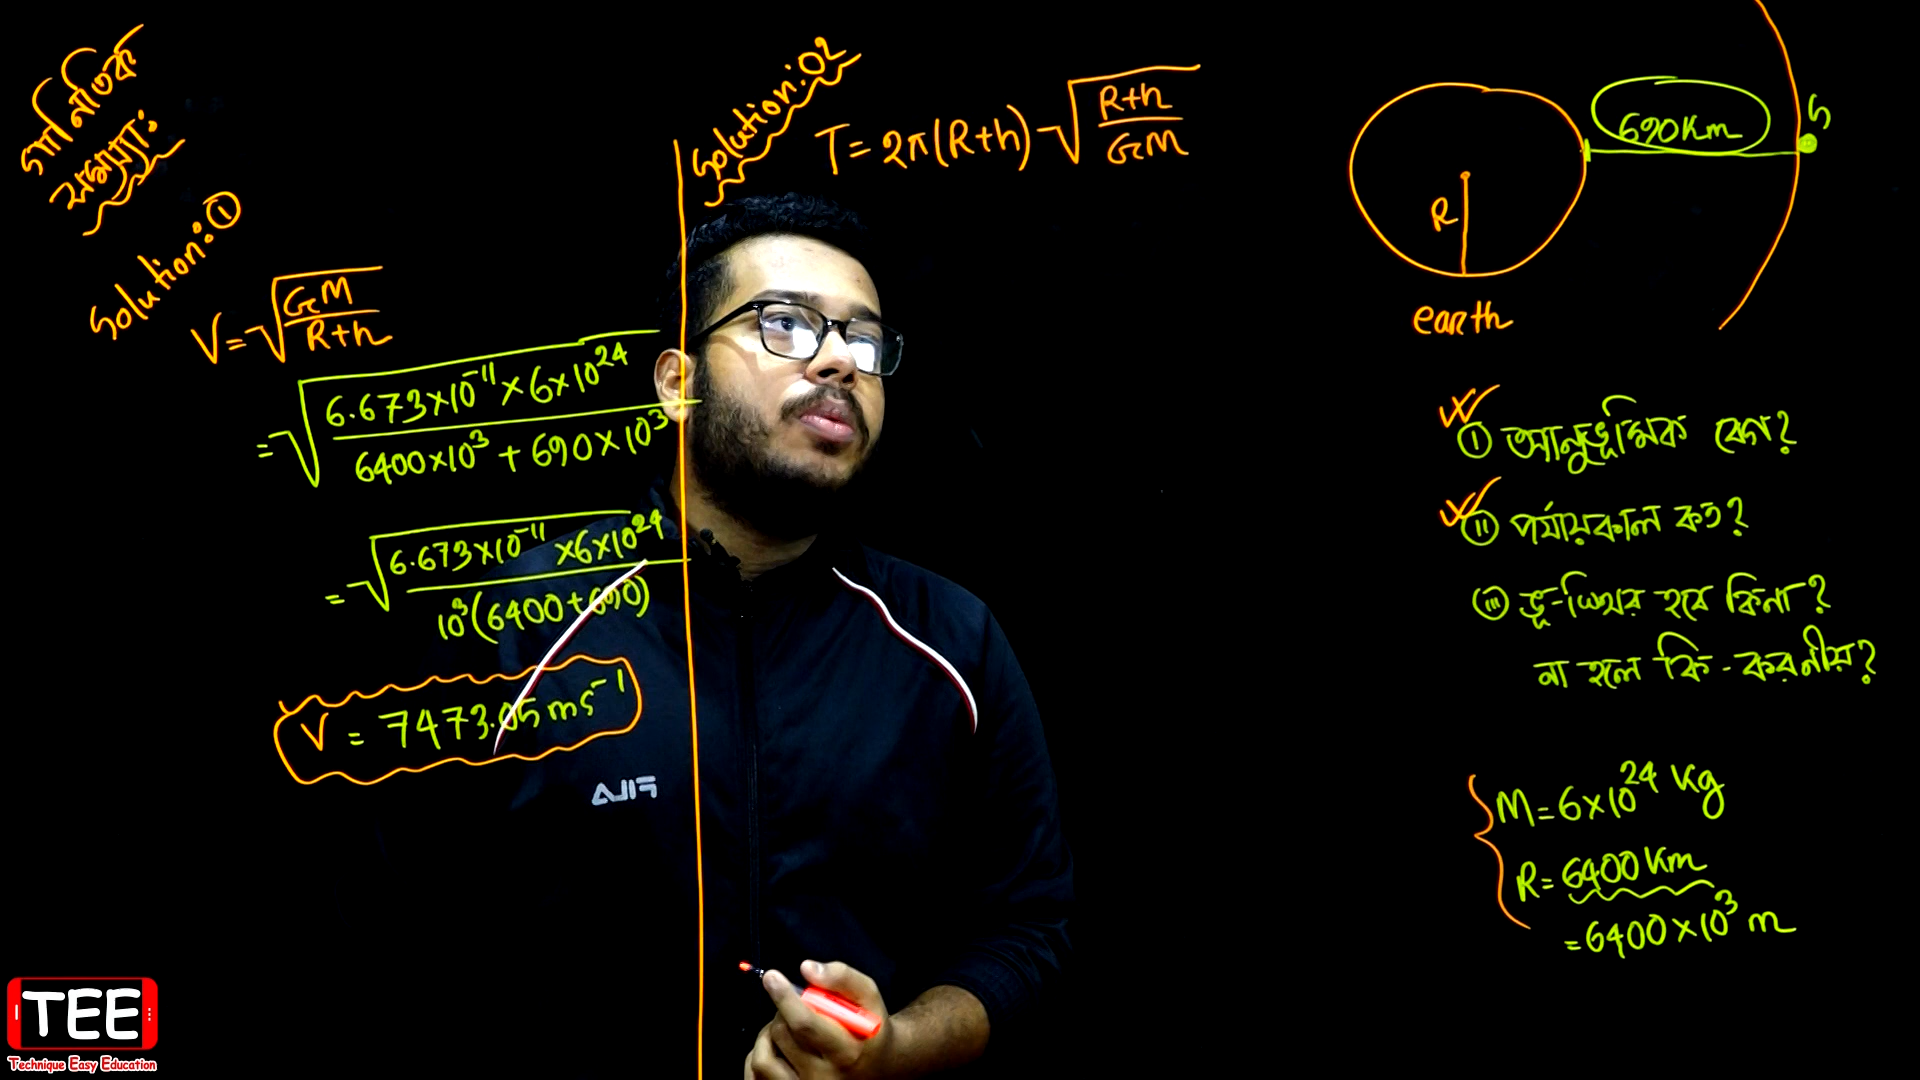 গানিতিক
সমস্যা:
Solution: ①
V = √(GM / R+h)
= √(6.673×10⁻¹¹×6×10²⁴ / 6400×10³ + 690×10³)
= √(6.673×10⁻¹¹ ×6×10²⁴ / 10³(6400+690))
V = 7473.05 ms⁻¹
Solution: 02
T = 2π(R+h) √(R+h / GM)
690Km
S
R
earth
① আনুভূমিক বেগ?
⑪ পর্যায়কাল কত?
(iii) ভূ-স্থির হবে কিনা?
না হলে কি - করনীয়?
M = 6×10²⁴ Kg
R = 6400 Km
= 6400×10³ m
FILA
TEE
Technique Easy Education